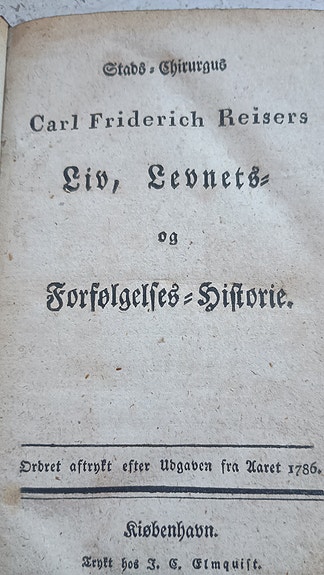 Stads-Chirurgus
Carl Friderich Reisers
Liv, Levnets-
og
Forfølgelses-Historie.
Ordret aftrykt efter Udgaven fra Aaret 1786.
Kiøbenhavn.
Trykt hos J. C. Elmquist.